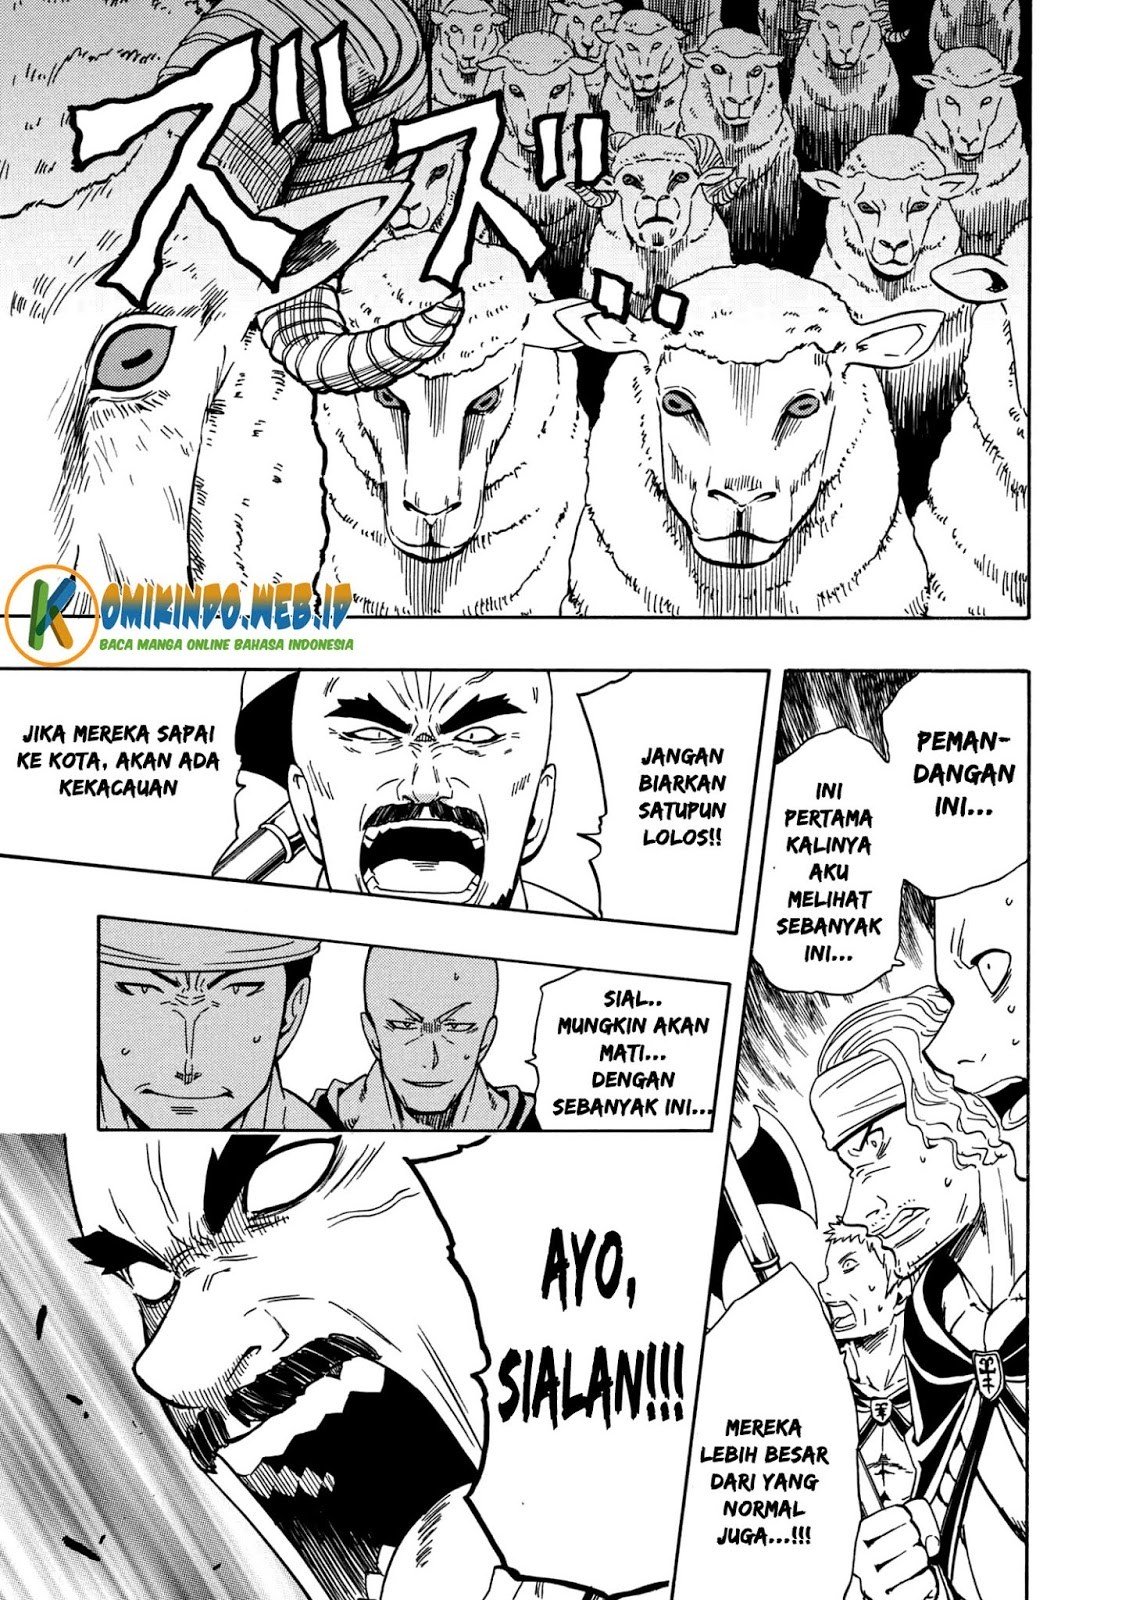 ズズズズ
KOMIKINDO.WEB.ID
BACA MANGA ONLINE BAHASA INDONESIA
PEMAN-
DANGAN
INI...
INI
PERTAMA
KALINYA
AKU
MELIHAT
SEBANYAK
INI...
MEREKA
LEBIH BESAR
DARI YANG
NORMAL
JUGA...!!!
JANGAN
BIARKAN
SATUPUN
LOLOS!!
JIKA MEREKA SAPAI
KE KOTA, AKAN ADA
KEKACAUAN
SIAL..
MUNGKIN AKAN
MATI...
DENGAN
SEBANYAK INI...
AYO,
SIALAN!!!